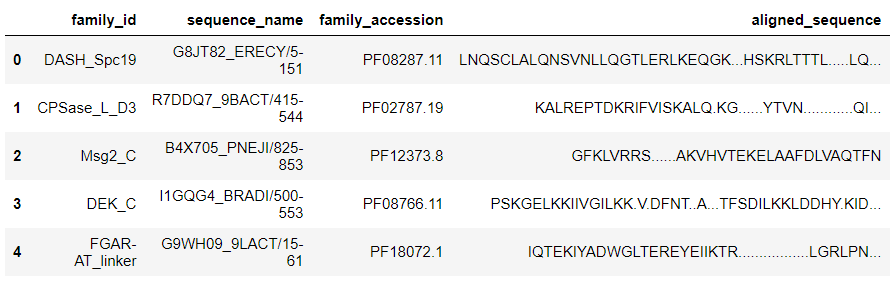 family_id sequence_name family_accession aligned_sequence
0 DASH_Spc19 G8JT82_ERECY/5-
151 PF08287.11 LNQSCLALQNSVNLLQGTLERLKEQGK...HSKRLTTTL.....LQ...
1 CPSase_L_D3 R7DDQ7_9BACT/415-
544 PF02787.19 KALREPTDKRIFVISKALQ.KG......YTVN............QI...
2 Msg2_C B4X705_PNEJI/825-
853 PF12373.8 GFKLVRRS......AKVHVTEKELAAFDLVAQTFN
3 DEK_C I1GQG4_BRADI/500-
553 PF08766.11 PSKGELKKIIVGILKK.V.DFNT..A...TFSDILKKLDDHY.KID...
4 FGAR-
AT_linker G9WH09_9LACT/15-
61 PF18072.1 IQTEKIYADWGLTEREYEIIKTR.................LGRLPN...